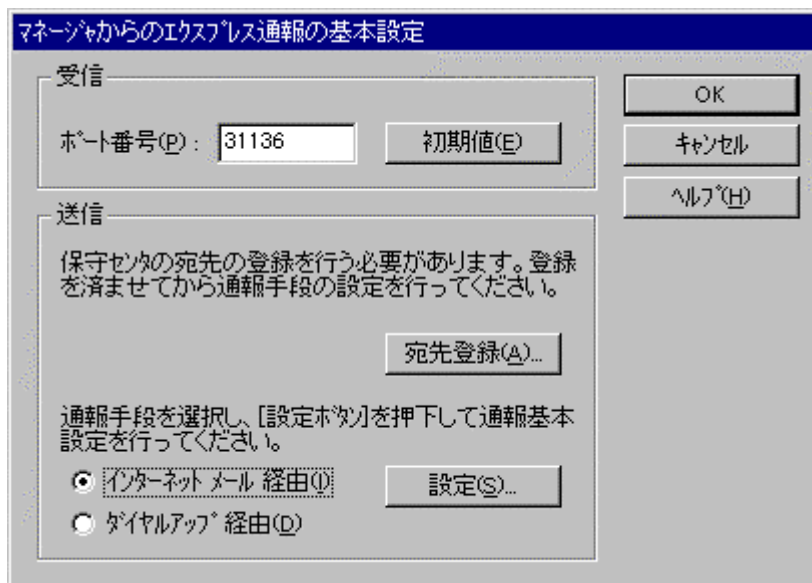 ﾏﾈｰｼﾞｬからのｴｸｽﾌﾟﾚｽ通報の基本設定
受信
ﾎﾟｰﾄ番号(P)：
31136
初期値(E)
OK
ｷｬﾝｾﾙ
ﾍﾙﾌﾟ(H)
送信
保守ｾﾝﾀの宛先の登録を行う必要があります。登録
を済ませてから通報手段の設定を行ってください。
宛先登録(A)...
通報手段を選択し、[設定ﾎﾞﾀﾝ]を押下して通報基本
設定を行ってください。
ｲﾝﾀｰﾈｯﾄ ﾒｰﾙ 経由(I)
設定(S)...
ﾀﾞｲﾔﾙｱｯﾌﾟ 経由(D)